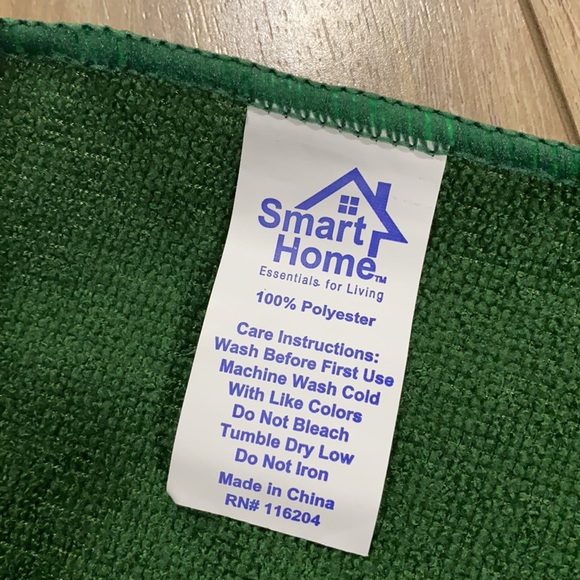 Smart
Home™
Essentials for Living
100% Polyester
Care Instructions:
Wash Before First Use
Machine Wash Cold
With Like Colors
Do Not Bleach
Tumble Dry Low
Do Not Iron
Made in China
RN# 116204